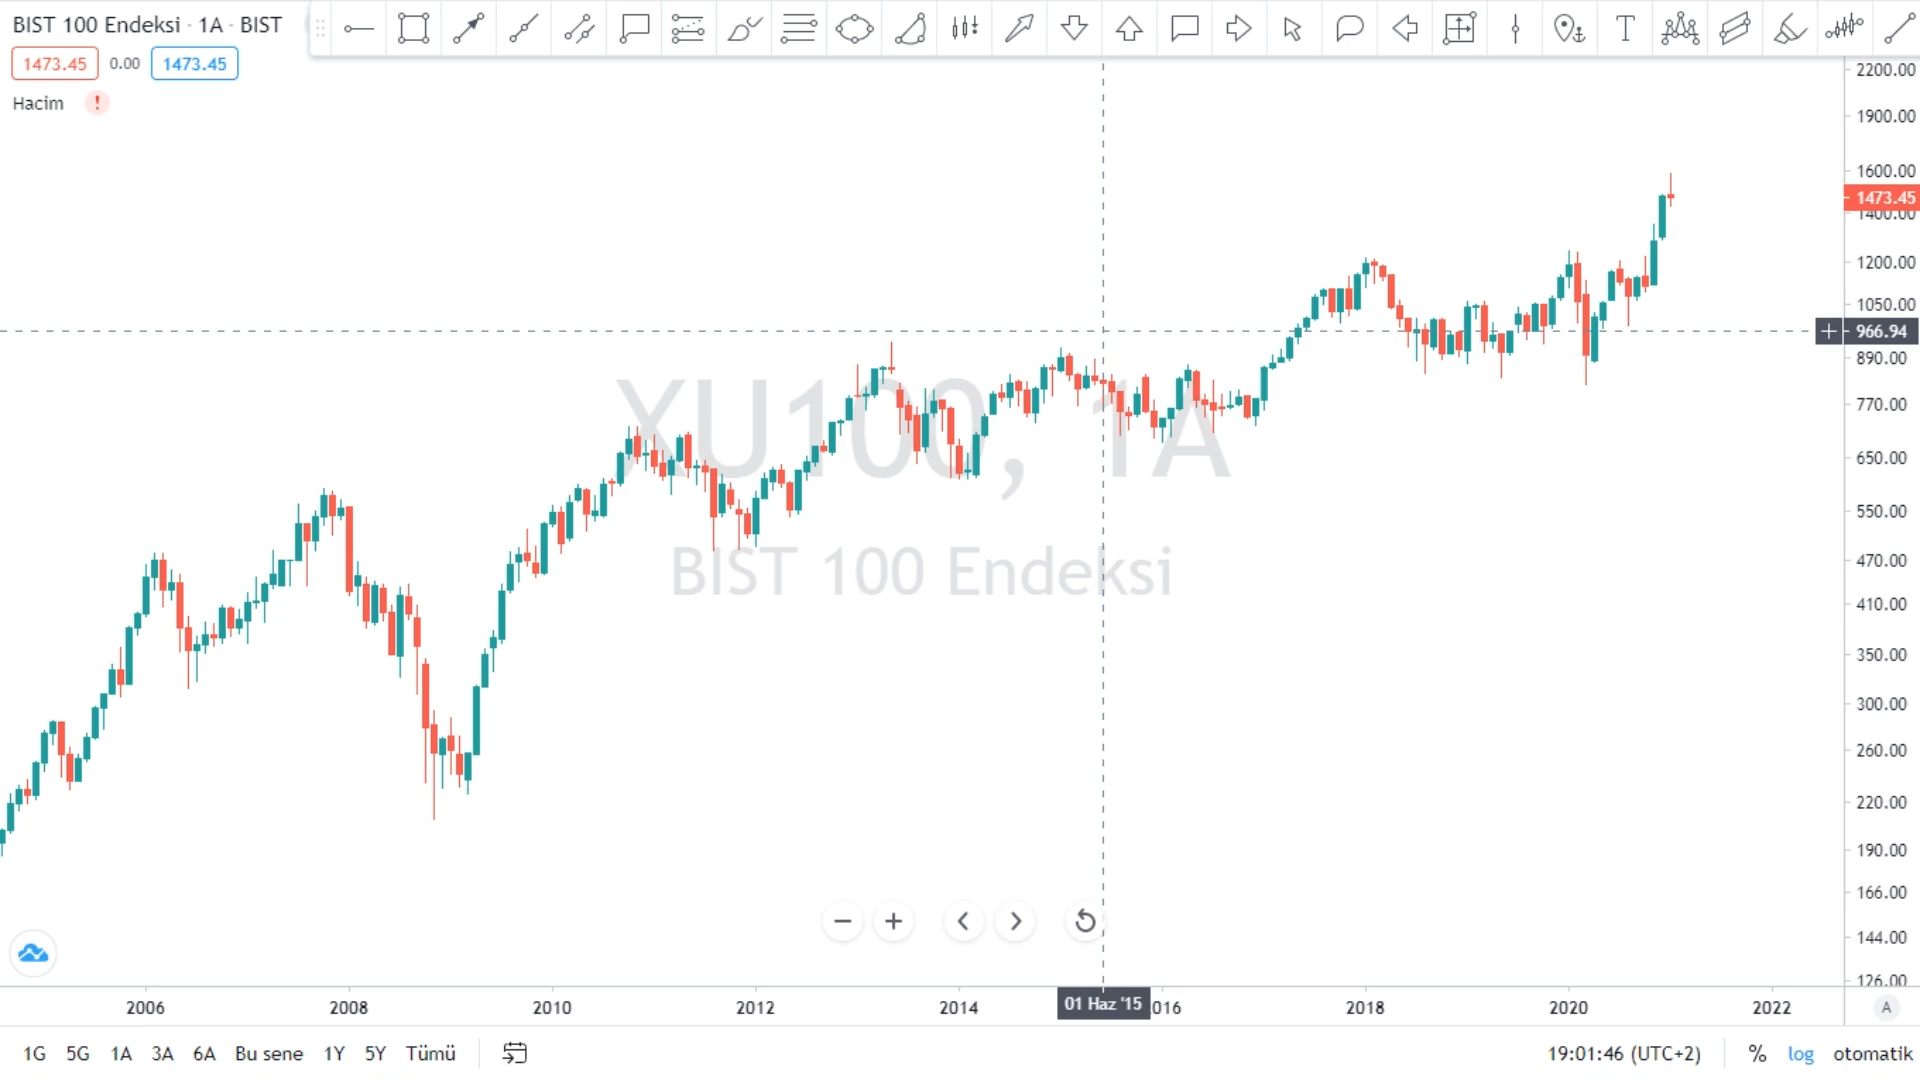 BIST 100 Endeksi · 1A · BIST
1473.45 0.00 1473.45
Hacim !
T
XU100, 1A
BIST 100 Endeksi
2200.00
1900.00
1600.00
1473.45
1400.00
1200.00
1050.00
966.94
890.00
770.00
650.00
550.00
470.00
410.00
350.00
300.00
260.00
220.00
190.00
166.00
144.00
126.00
2006 2008 2010 2012 2014 01 Haz '15 2018 2020 2022 A
1G 5G 1A 3A 6A Bu sene 1Y 5Y Tümü 19:01:46 (UTC+2) % log otomatik